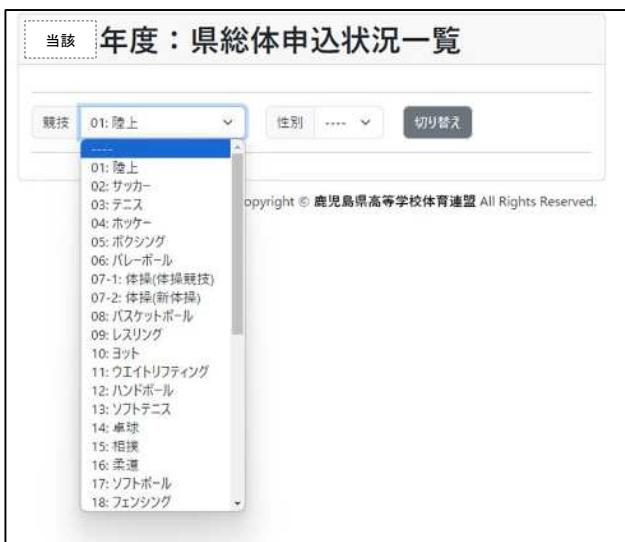 当該 年度：県総体申込状況一覧
競技 01: 陸上 性別 ---- 切り替え
----
01: 陸上
02: サッカー
03: テニス
04: ホッケー
05: ボクシング
06: バレーボール
07-1: 体操(体操競技)
07-2: 体操(新体操)
08: バスケットボール
09: レスリング
10: ヨット
11: ウエイトリフティング
12: ハンドボール
13: ソフトテニス
14: 卓球
15: 相撲
16: 柔道
17: ソフトボール
18: フェンシング
opyright © 鹿児島県高等学校体育連盟 All Rights Reserved.